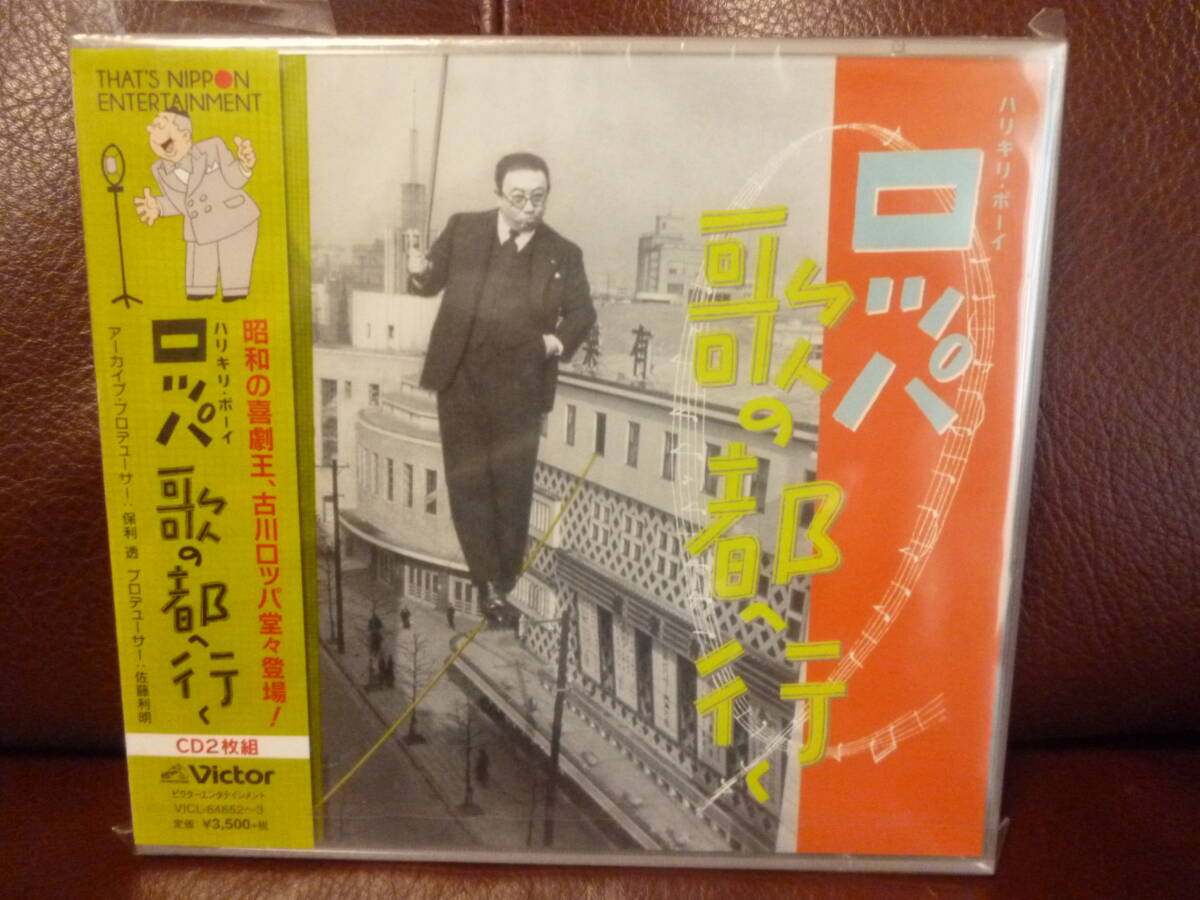 THAT'S NIPPON
ENTERTAINMENT
昭和の喜劇王、古川ロッパ堂々登場！
ハリキリ・ボーイ
ロッパ
歌の都へ行く
アーカイブ・プロデューサー：保利 透 プロデューサー：佐藤利明
CD2枚組
Victor
ビクターエンタテインメント
VICL-64652～3
定価 ¥3,500+税
ハリキリ・ボーイ
ロッパ
歌の都へ行く